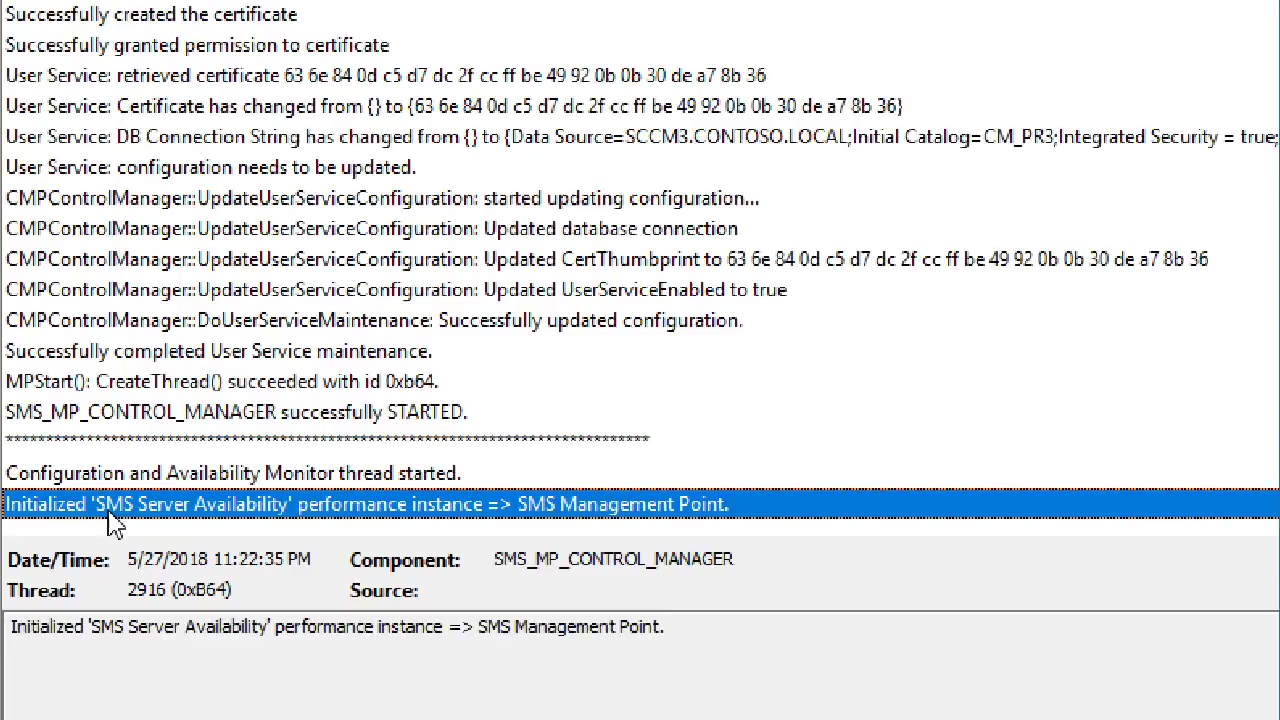 Successfully created the certificate
Successfully granted permission to certificate
User Service: retrieved certificate 63 6e 84 0d c5 d7 dc 2f cc ff be 49 92 0b 0b 30 de a7 8b 36
User Service: Certificate has changed from {} to {63 6e 84 0d c5 d7 dc 2f cc ff be 49 92 0b 0b 30 de a7 8b 36}
User Service: DB Connection String has changed from {} to {Data Source=SCCM3.CONTOSO.LOCAL;Initial Catalog=CM_PR3;Integrated Security = true;
User Service: configuration needs to be updated.
CMPControlManager::UpdateUserServiceConfiguration: started updating configuration...
CMPControlManager::UpdateUserServiceConfiguration: Updated database connection
CMPControlManager::UpdateUserServiceConfiguration: Updated CertThumbprint to 63 6e 84 0d c5 d7 dc 2f cc ff be 49 92 0b 0b 30 de a7 8b 36
CMPControlManager::UpdateUserServiceConfiguration: Updated UserServiceEnabled to true
CMPControlManager::DoUserServiceMaintenance: Successfully updated configuration.
Successfully completed User Service maintenance.
MPStart(): CreateThread() succeeded with id 0xb64.
SMS_MP_CONTROL_MANAGER successfully STARTED.
********************************************************************************
Configuration and Availability Monitor thread started.
Initialized 'SMS Server Availability' performance instance => SMS Management Point.
Date/Time: 5/27/2018 11:22:35 PM Component: SMS_MP_CONTROL_MANAGER
Thread: 2916 (0xB64) Source:
Initialized 'SMS Server Availability' performance instance => SMS Management Point.